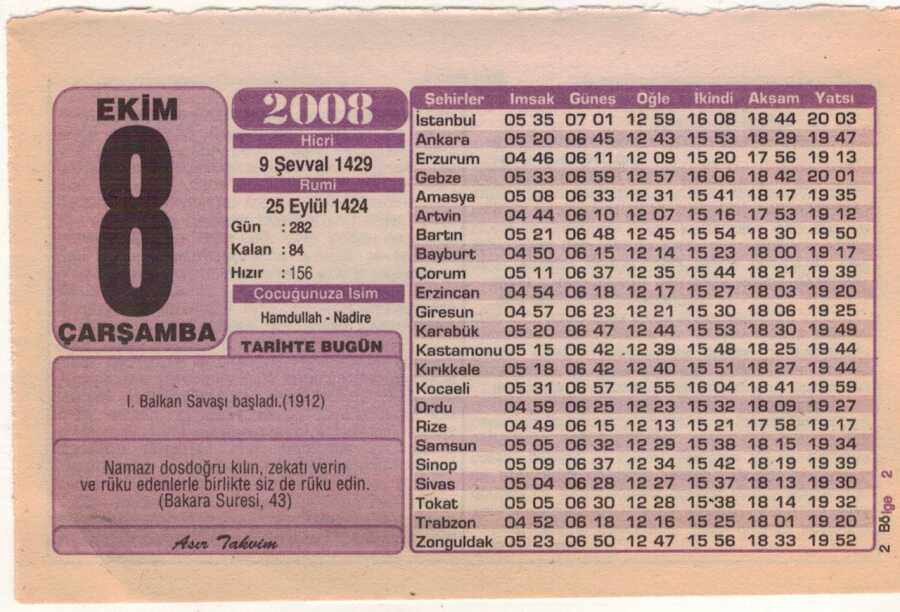 EKİM
8
ÇARŞAMBA
2008
Hicri
9 Şevval 1429
Rumi
25 Eylül 1424
Gün : 282
Kalan : 84
Hızır : 156
Çocuğunuza İsim
Hamdullah - Nadire
TARİHTE BUGÜN
I. Balkan Savaşı başladı.(1912)
Namazı dosdoğru kılın, zekatı verin
ve rüku edenlerle birlikte siz de rüku edin.
(Bakara Suresi, 43)
Asır Takvim
Şehirler İmsak Güneş Öğle İkindi Akşam Yatsı
İstanbul 05 35 07 01 12 59 16 08 18 44 20 03
Ankara 05 20 06 45 12 43 15 53 18 29 19 47
Erzurum 04 46 06 11 12 09 15 20 17 56 19 13
Gebze 05 33 06 59 12 57 16 06 18 42 20 01
Amasya 05 08 06 33 12 31 15 41 18 17 19 35
Artvin 04 44 06 10 12 07 15 16 17 53 19 12
Bartın 05 21 06 48 12 45 15 54 18 30 19 50
Bayburt 04 50 06 15 12 14 15 23 18 00 19 17
Çorum 05 11 06 37 12 35 15 44 18 21 19 39
Erzincan 04 54 06 18 12 17 15 27 18 03 19 20
Giresun 04 57 06 23 12 21 15 30 18 06 19 25
Karabük 05 20 06 47 12 44 15 53 18 30 19 49
Kastamonu 05 15 06 42 12 39 15 48 18 25 19 44
Kırıkkale 05 18 06 42 12 40 15 51 18 27 19 44
Kocaeli 05 31 06 57 12 55 16 04 18 41 19 59
Ordu 04 59 06 25 12 23 15 32 18 09 19 27
Rize 04 49 06 15 12 13 15 21 17 58 19 17
Samsun 05 05 06 32 12 29 15 38 18 15 19 34
Sinop 05 09 06 37 12 34 15 42 18 19 19 39
Sivas 05 04 06 28 12 27 15 37 18 13 19 30
Tokat 05 05 06 30 12 28 15 38 18 14 19 32
Trabzon 04 52 06 18 12 16 15 25 18 01 19 20
Zonguldak 05 23 06 50 12 47 15 56 18 33 19 52
2 Bölge 2